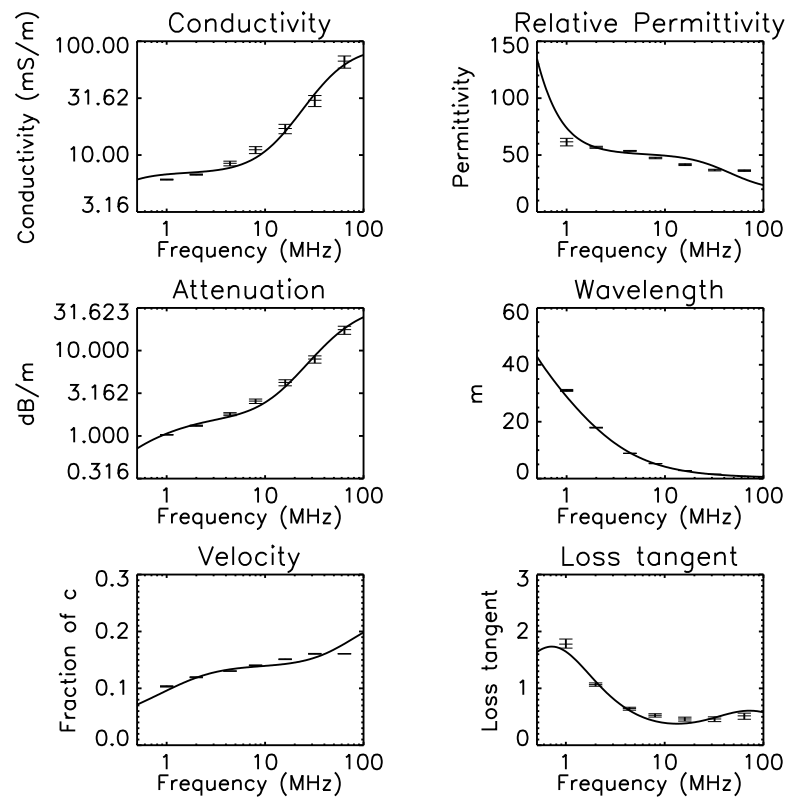 Conductivity
100.00
31.62
10.00
3.16
Conductivity (mS/m)
1 10 100
Frequency (MHz)
Relative Permittivity
150
100
50
0
Permittivity
1 10 100
Frequency (MHz)
Attenuation
31.623
10.000
3.162
1.000
0.316
dB/m
1 10 100
Frequency (MHz)
Wavelength
60
40
20
0
m
1 10 100
Frequency (MHz)
Velocity
0.3
0.2
0.1
0.0
Fraction of c
1 10 100
Frequency (MHz)
Loss tangent
3
2
1
0
Loss tangent
1 10 100
Frequency (MHz)